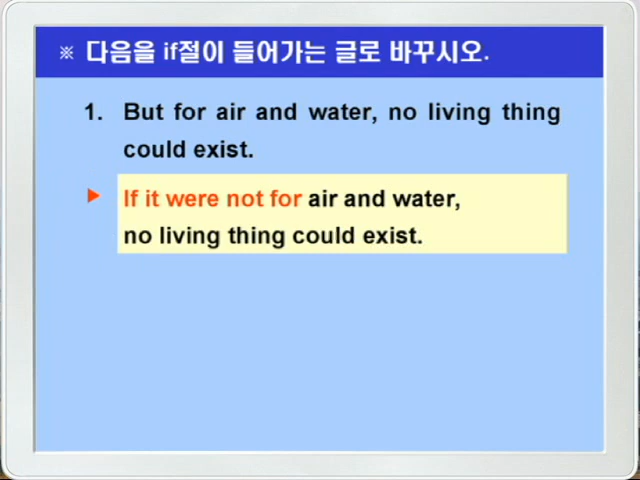 ※ 다음을 if절이 들어가는 글로 바꾸시오.
1. But for air and water, no living thing
could exist.
▶ If it were not for air and water,
no living thing could exist.